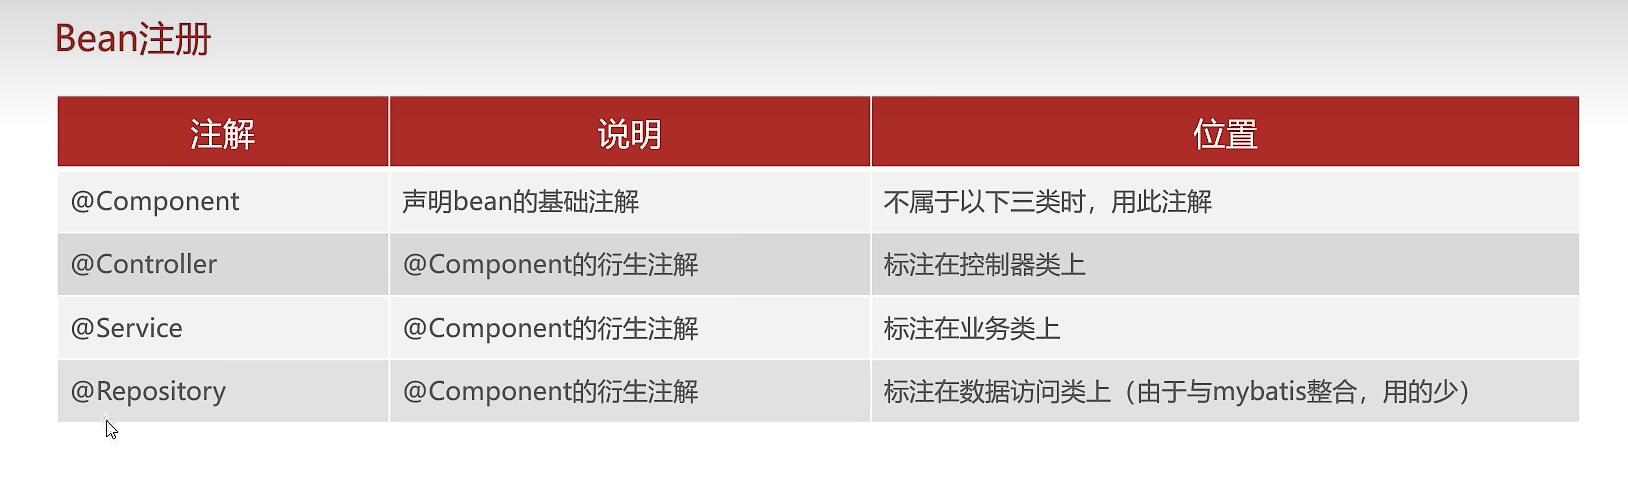 Bean注册
注解 说明 位置
@Component 声明bean的基础注解 不属于以下三类时，用此注解
@Controller @Component的衍生注解 标注在控制器类上
@Service @Component的衍生注解 标注在业务类上
@Repository @Component的衍生注解 标注在数据访问类上（由于与mybatis整合，用的少）